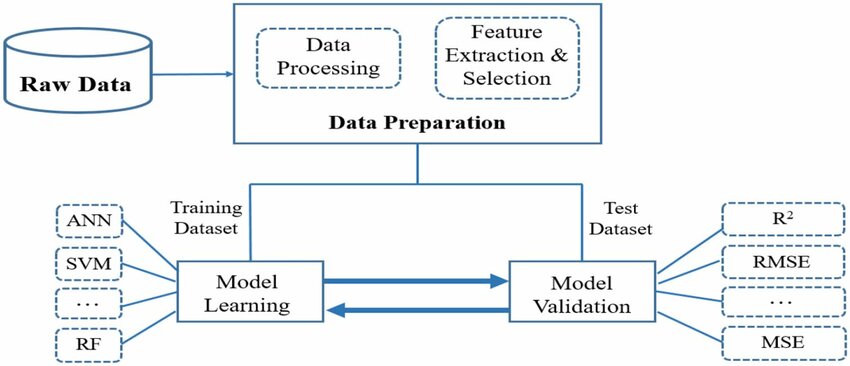 Raw Data
Data
Processing
Feature
Extraction &
Selection
Data Preparation
Training
Dataset
Test
Dataset
ANN
SVM
...
RF
Model
Learning
Model
Validation
R²
RMSE
...
MSE